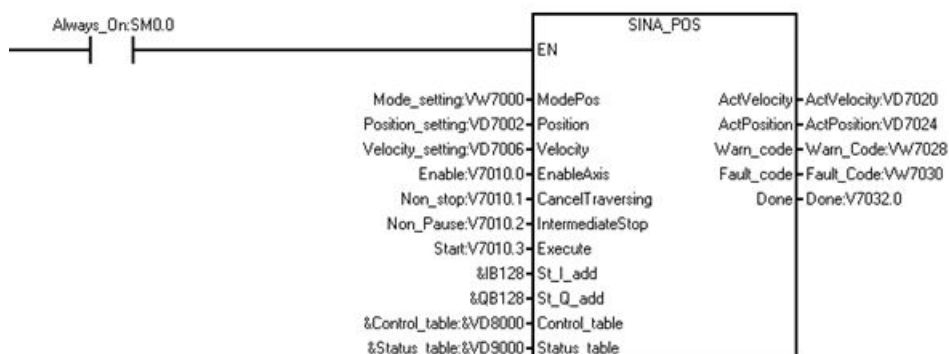 Always_On:SM0.0
SINA_POS
EN
Mode_setting:VW7000 ModePos ActVelocity ActVelocity:VD7020
Position_setting:VD7002 Position ActPosition ActPosition:VD7024
Velocity_setting:VD7006 Velocity Warn_code Warn_Code:VW7028
Enable:V7010.0 EnableAxis Fault_code Fault_Code:VW7030
Non_stop:V7010.1 CancelTraversing Done Done:V7032.0
Non_Pause:V7010.2 IntermediateStop
Start:V7010.3 Execute
&IB128 St_I_add
&QB128 St_Q_add
&Control_table:&VD8000 Control_table
&Status_table:&VD9000 Status_table